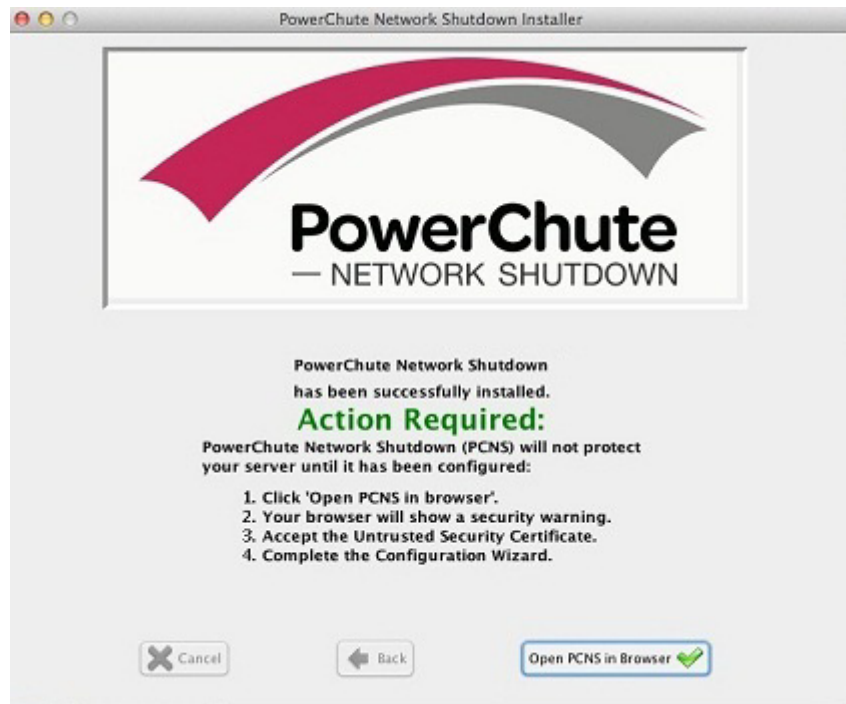 PowerChute Network Shutdown Installer
PowerChute
— NETWORK SHUTDOWN
PowerChute Network Shutdown
has been successfully installed.
Action Required:
PowerChute Network Shutdown (PCNS) will not protect
your server until it has been configured:
1. Click 'Open PCNS in browser'.
2. Your browser will show a security warning.
3. Accept the Untrusted Security Certificate.
4. Complete the Configuration Wizard.
Cancel
Back
Open PCNS in Browser